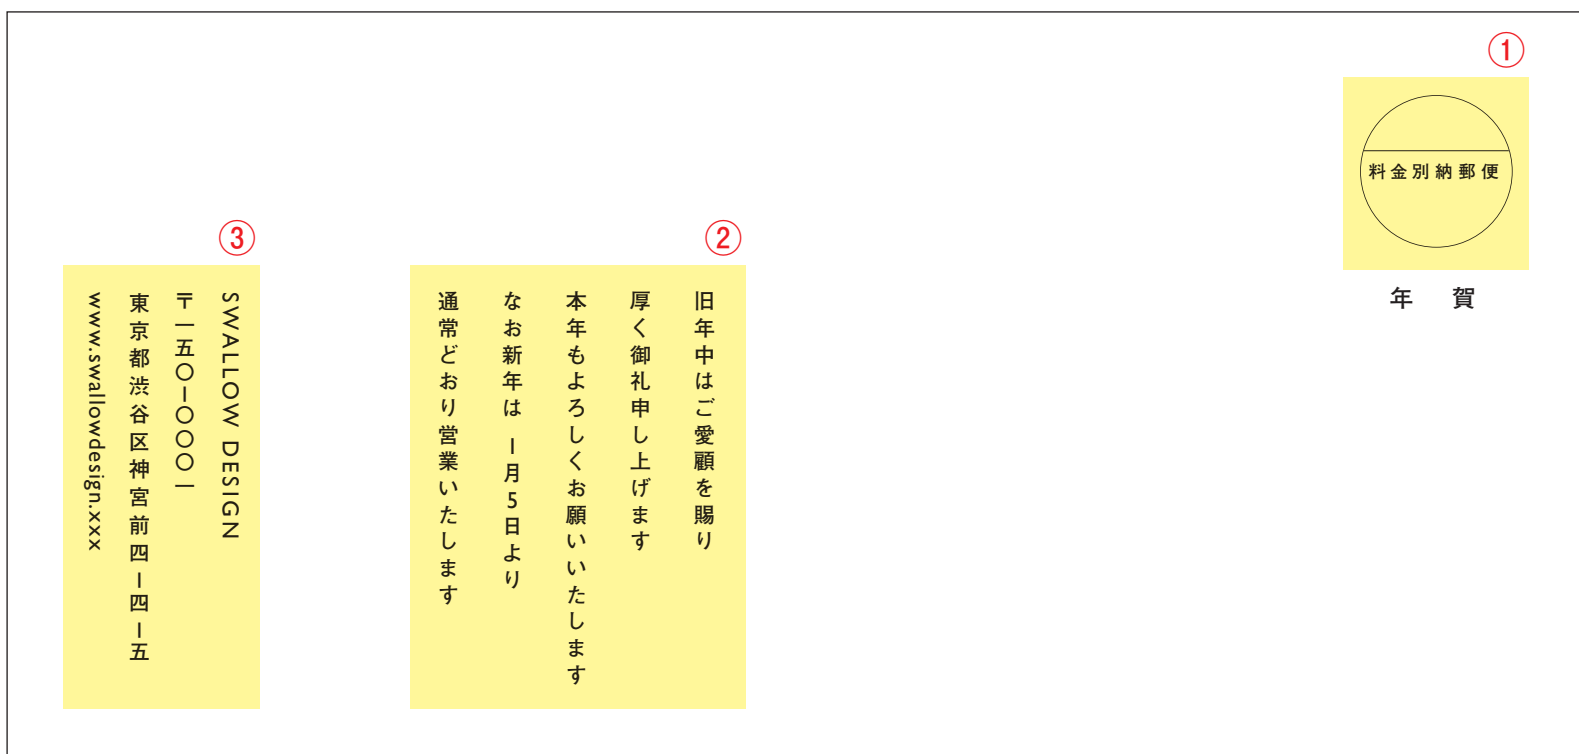 ①
料金別納郵便
年　賀
②
旧年中はご愛顧を賜り
厚く御礼申し上げます
本年もよろしくお願いいたします
なお新年は 1月5日より
通常どおり営業いたします
③
SWALLOW DESIGN
〒一五〇-〇〇〇一
東京都渋谷区神宮前四-四-五
www.swallowdesign.xxx